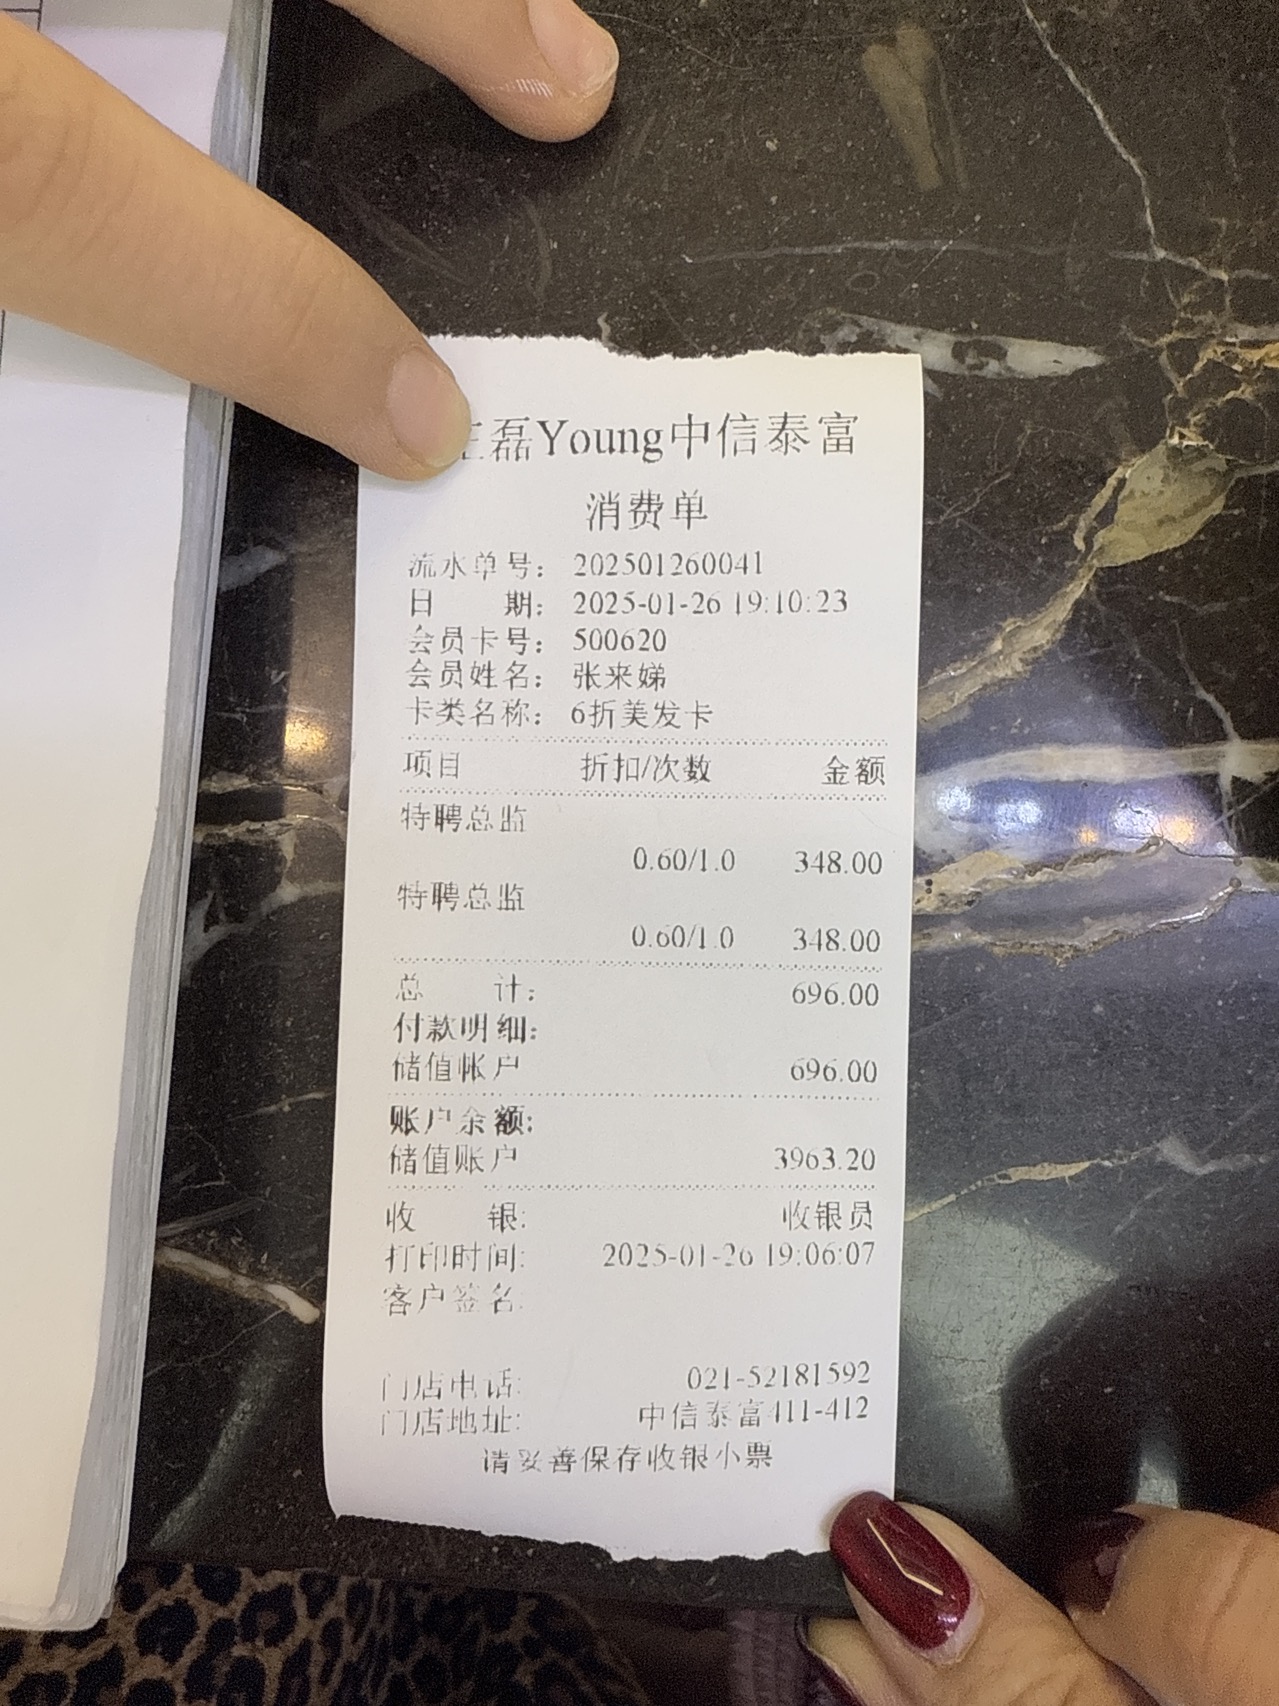 磊Young中信泰富
消费单
流水单号: 202501260041
日 期: 2025-01-26 19:10:23
会员卡号: 500620
会员姓名: 张来娣
卡类名称: 6折美发卡
项目 折扣/次数 金额
特聘总监
0.60/1.0 348.00
特聘总监
0.60/1.0 348.00
总 计: 696.00
付款明细:
储值帐户 696.00
账户余额:
储值账户 3963.20
收 银: 收银员
打印时间: 2025-01-26 19:06:07
客户签名:
门店电话: 021-52181592
门店地址: 中信泰富411-412
请妥善保存收银小票